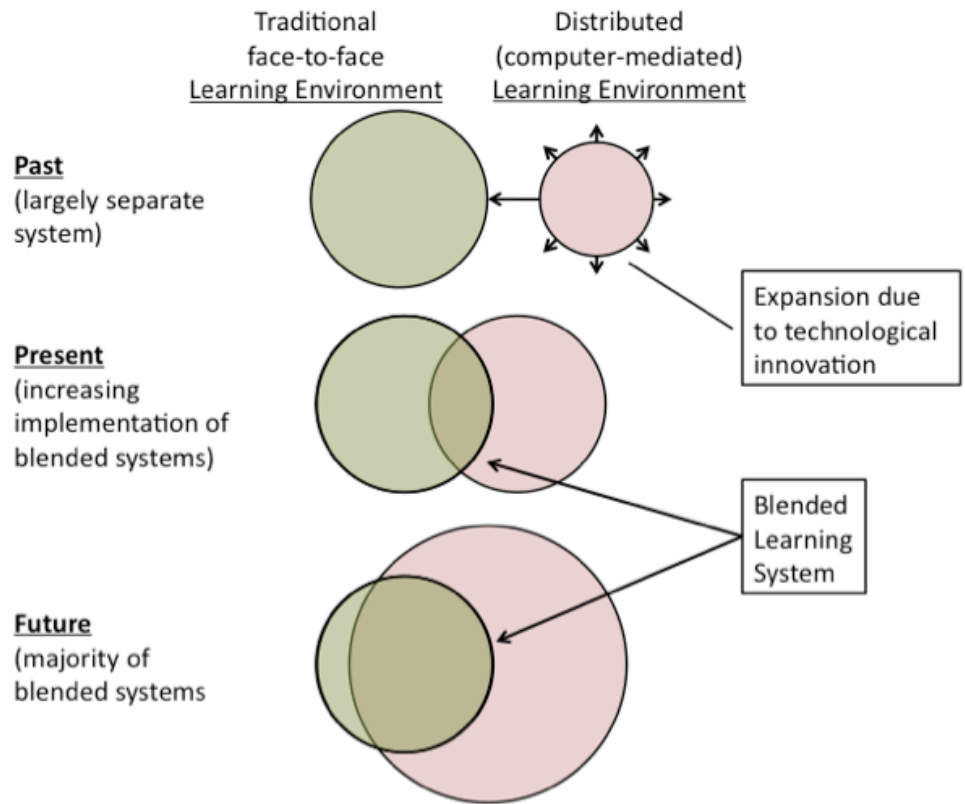 Traditional
face-to-face
Learning Environment
Distributed
(computer-mediated)
Learning Environment
Past
(largely separate
system)
Expansion due
to technological
innovation
Present
(increasing
implementation of
blended systems)
Blended
Learning
System
Future
(majority of
blended systems